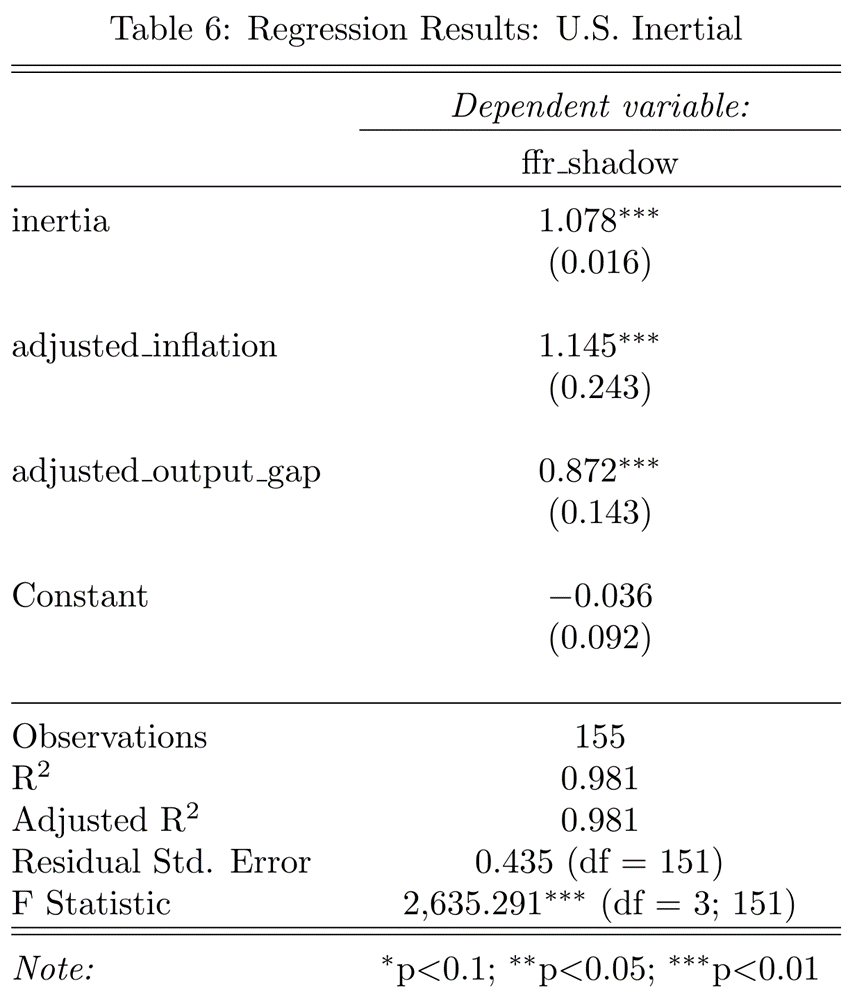 Table 6: Regression Results: U.S. Inertial
Dependent variable:
ffr_shadow
inertia 1.078***
(0.016)
adjusted_inflation 1.145***
(0.243)
adjusted_output_gap 0.872***
(0.143)
Constant −0.036
(0.092)
Observations 155
R² 0.981
Adjusted R² 0.981
Residual Std. Error 0.435 (df = 151)
F Statistic 2,635.291*** (df = 3; 151)
Note: *p<0.1; **p<0.05; ***p<0.01